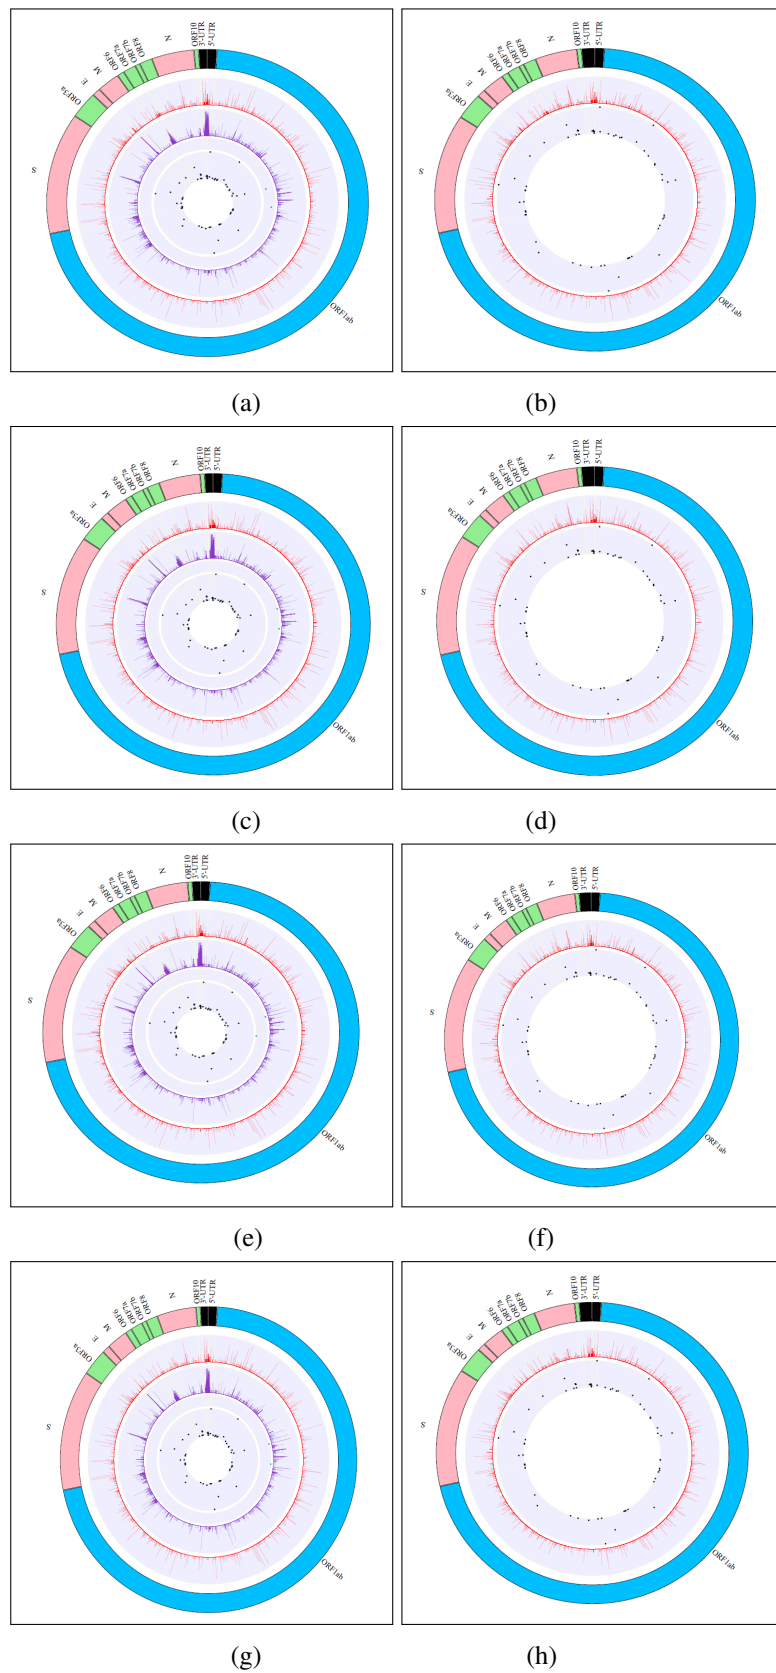 ORF10
3'-UTR
5'-UTR
N
ORF8
ORF7b
ORF7a
ORF6
M
E
ORF3a
S
ORF1ab
(a)
ORF10
3'-UTR
5'-UTR
N
ORF8
ORF7b
ORF7a
ORF6
M
E
ORF3a
S
ORF1ab
(b)
ORF10
3'-UTR
5'-UTR
N
ORF8
ORF7b
ORF7a
ORF6
M
E
ORF3a
S
ORF1ab
(c)
ORF10
3'-UTR
5'-UTR
N
ORF8
ORF7b
ORF7a
ORF6
M
E
ORF3a
S
ORF1ab
(d)
ORF10
3'-UTR
5'-UTR
N
ORF8
ORF7b
ORF7a
ORF6
M
E
ORF3a
S
ORF1ab
(e)
ORF10
3'-UTR
5'-UTR
N
ORF8
ORF7b
ORF7a
ORF6
M
E
ORF3a
S
ORF1ab
(f)
ORF10
3'-UTR
5'-UTR
N
ORF8
ORF7b
ORF7a
ORF6
M
E
ORF3a
S
ORF1ab
(g)
ORF10
3'-UTR
5'-UTR
N
ORF8
ORF7b
ORF7a
ORF6
M
E
ORF3a
S
ORF1ab
(h)